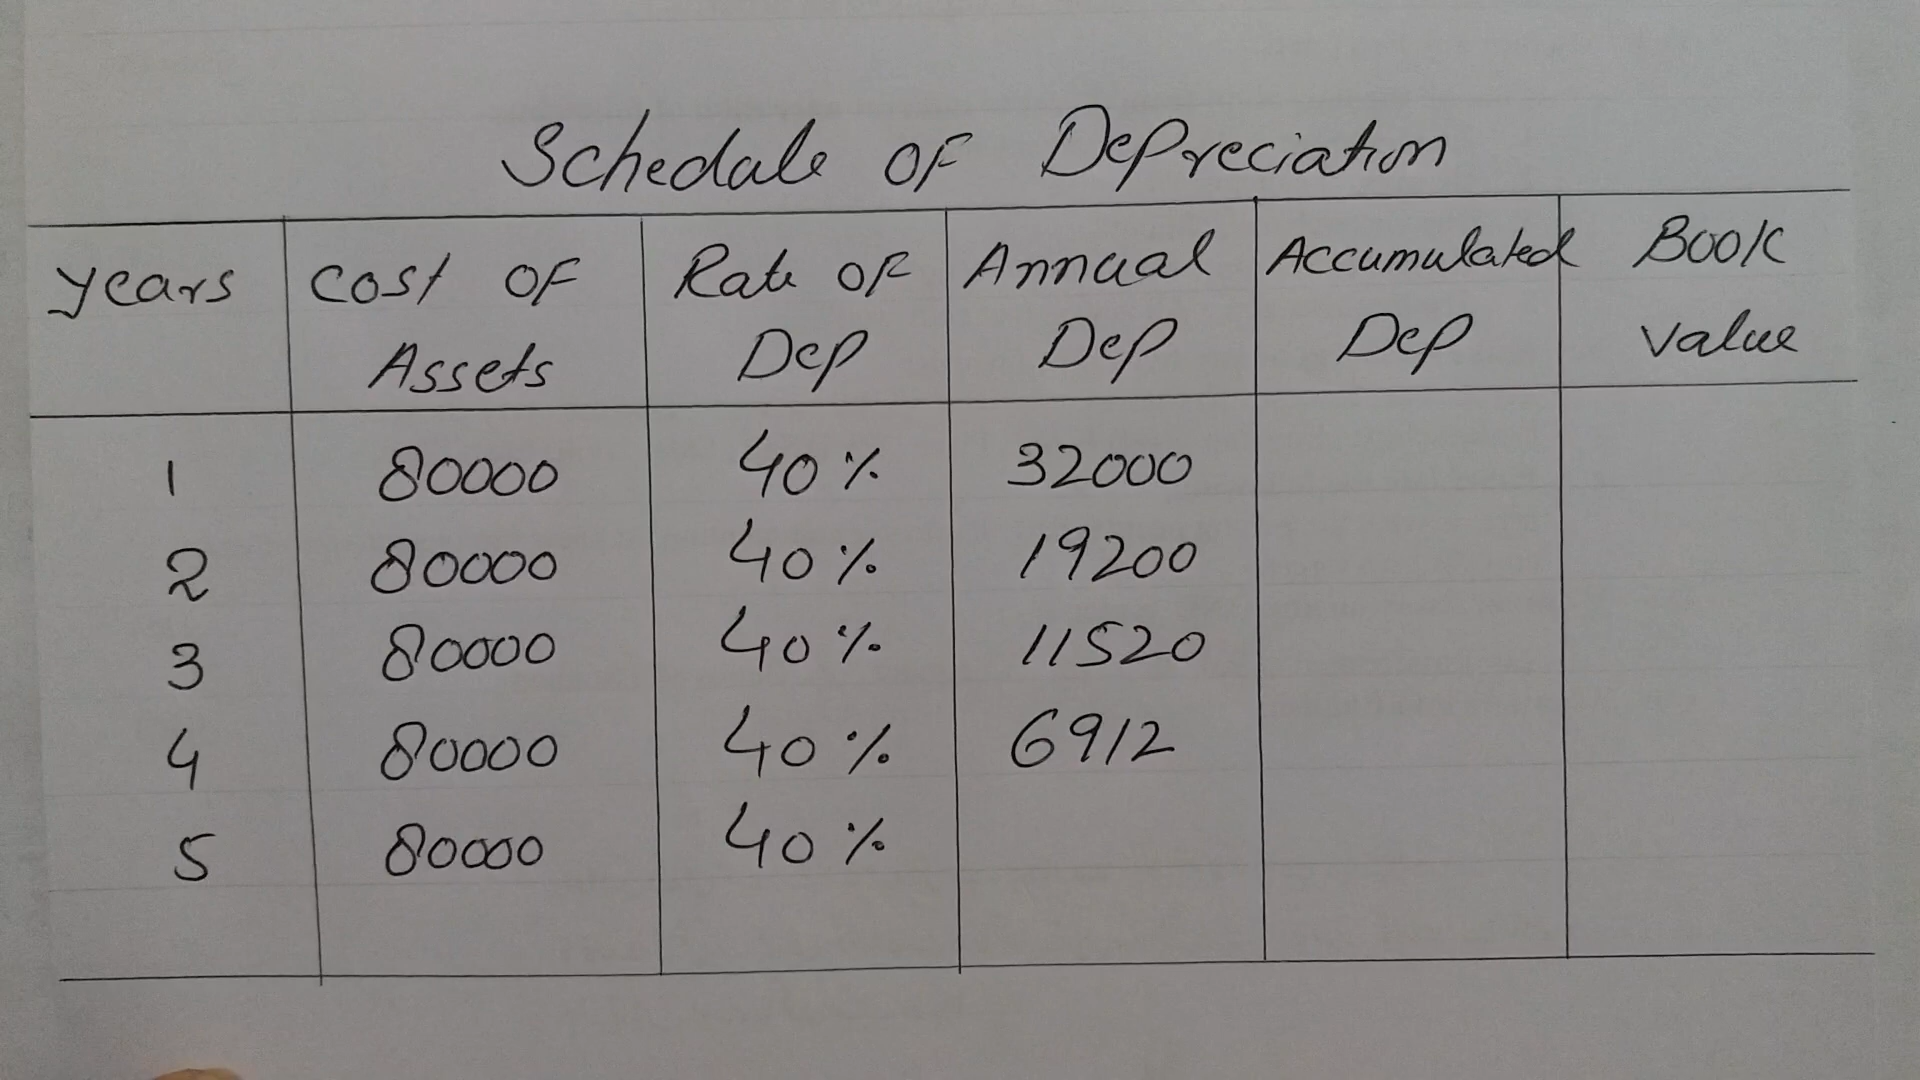 Schedule OF Depreciation
years cost OF Assets Rate OF Dep Annual Dep Accumulated Dep Book value
1 80000 40% 32000
2 80000 40% 19200
3 80000 40% 11520
4 80000 40% 6912
5 80000 40%